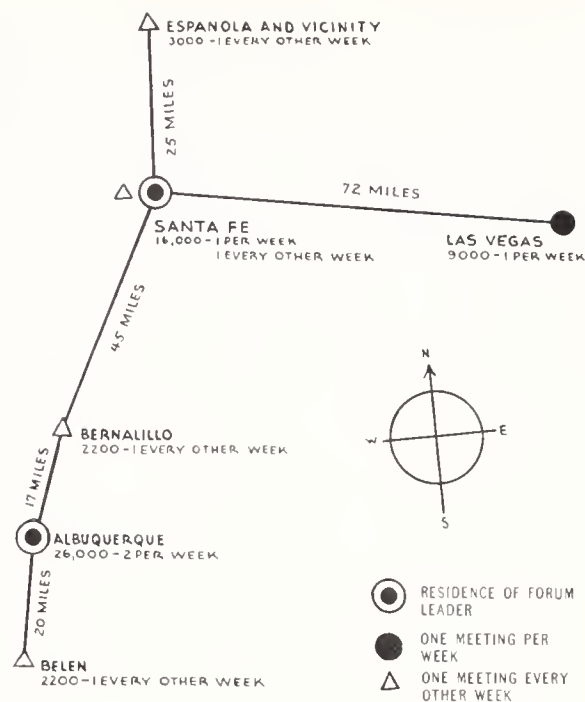 ESPANOLA AND VICINITY
3000-1 EVERY OTHER WEEK
25 MILES
72 MILES
SANTA FE
16,000-1 PER WEEK
1 EVERY OTHER WEEK
LAS VEGAS
9000-1 PER WEEK
45 MILES
N
W
E
S
BERNALILLO
2200-1 EVERY OTHER WEEK
17 MILES
ALBUQUERQUE
26,000-2 PER WEEK
20 MILES
BELEN
2200-1 EVERY OTHER WEEK
RESIDENCE OF FORUM
LEADER
ONE MEETING PER
WEEK
ONE MEETING EVERY
OTHER WEEK